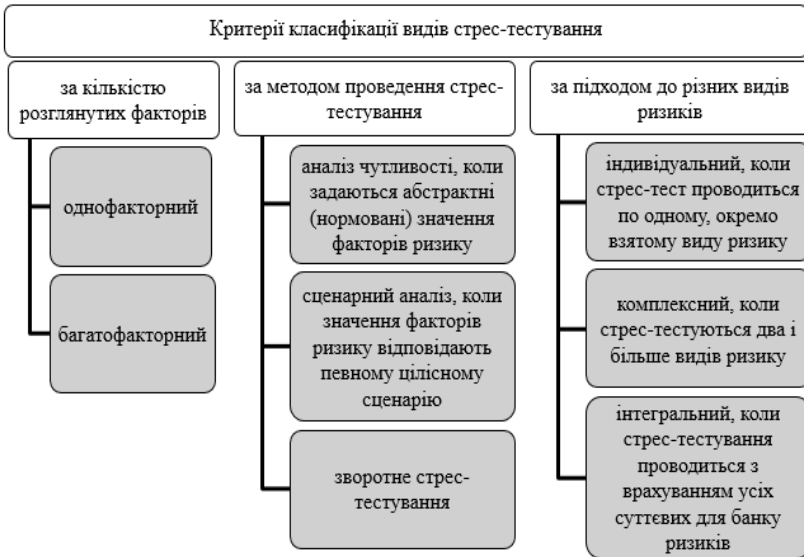 Критерії класифікації видів стрес-тестування
за кількістю
розглянутих факторів
однофакторний
багатофакторний
за методом проведення стрес-
тестування
аналіз чутливості, коли
задаються абстрактні
(нормовані) значення
факторів ризику
сценарний аналіз, коли
значення факторів
ризику відповідають
певному цілісному
сценарію
зворотне стрес-
тестування
за підходом до різних видів
ризиків
індивідуальний, коли
стрес-тест проводиться
по одному, окремо
взятому виду ризику
комплексний, коли
стрес-тестуються два і
більше видів ризику
інтегральний, коли
стрес-тестування
проводиться з
врахуванням усіх
суттєвих для банку
ризиків